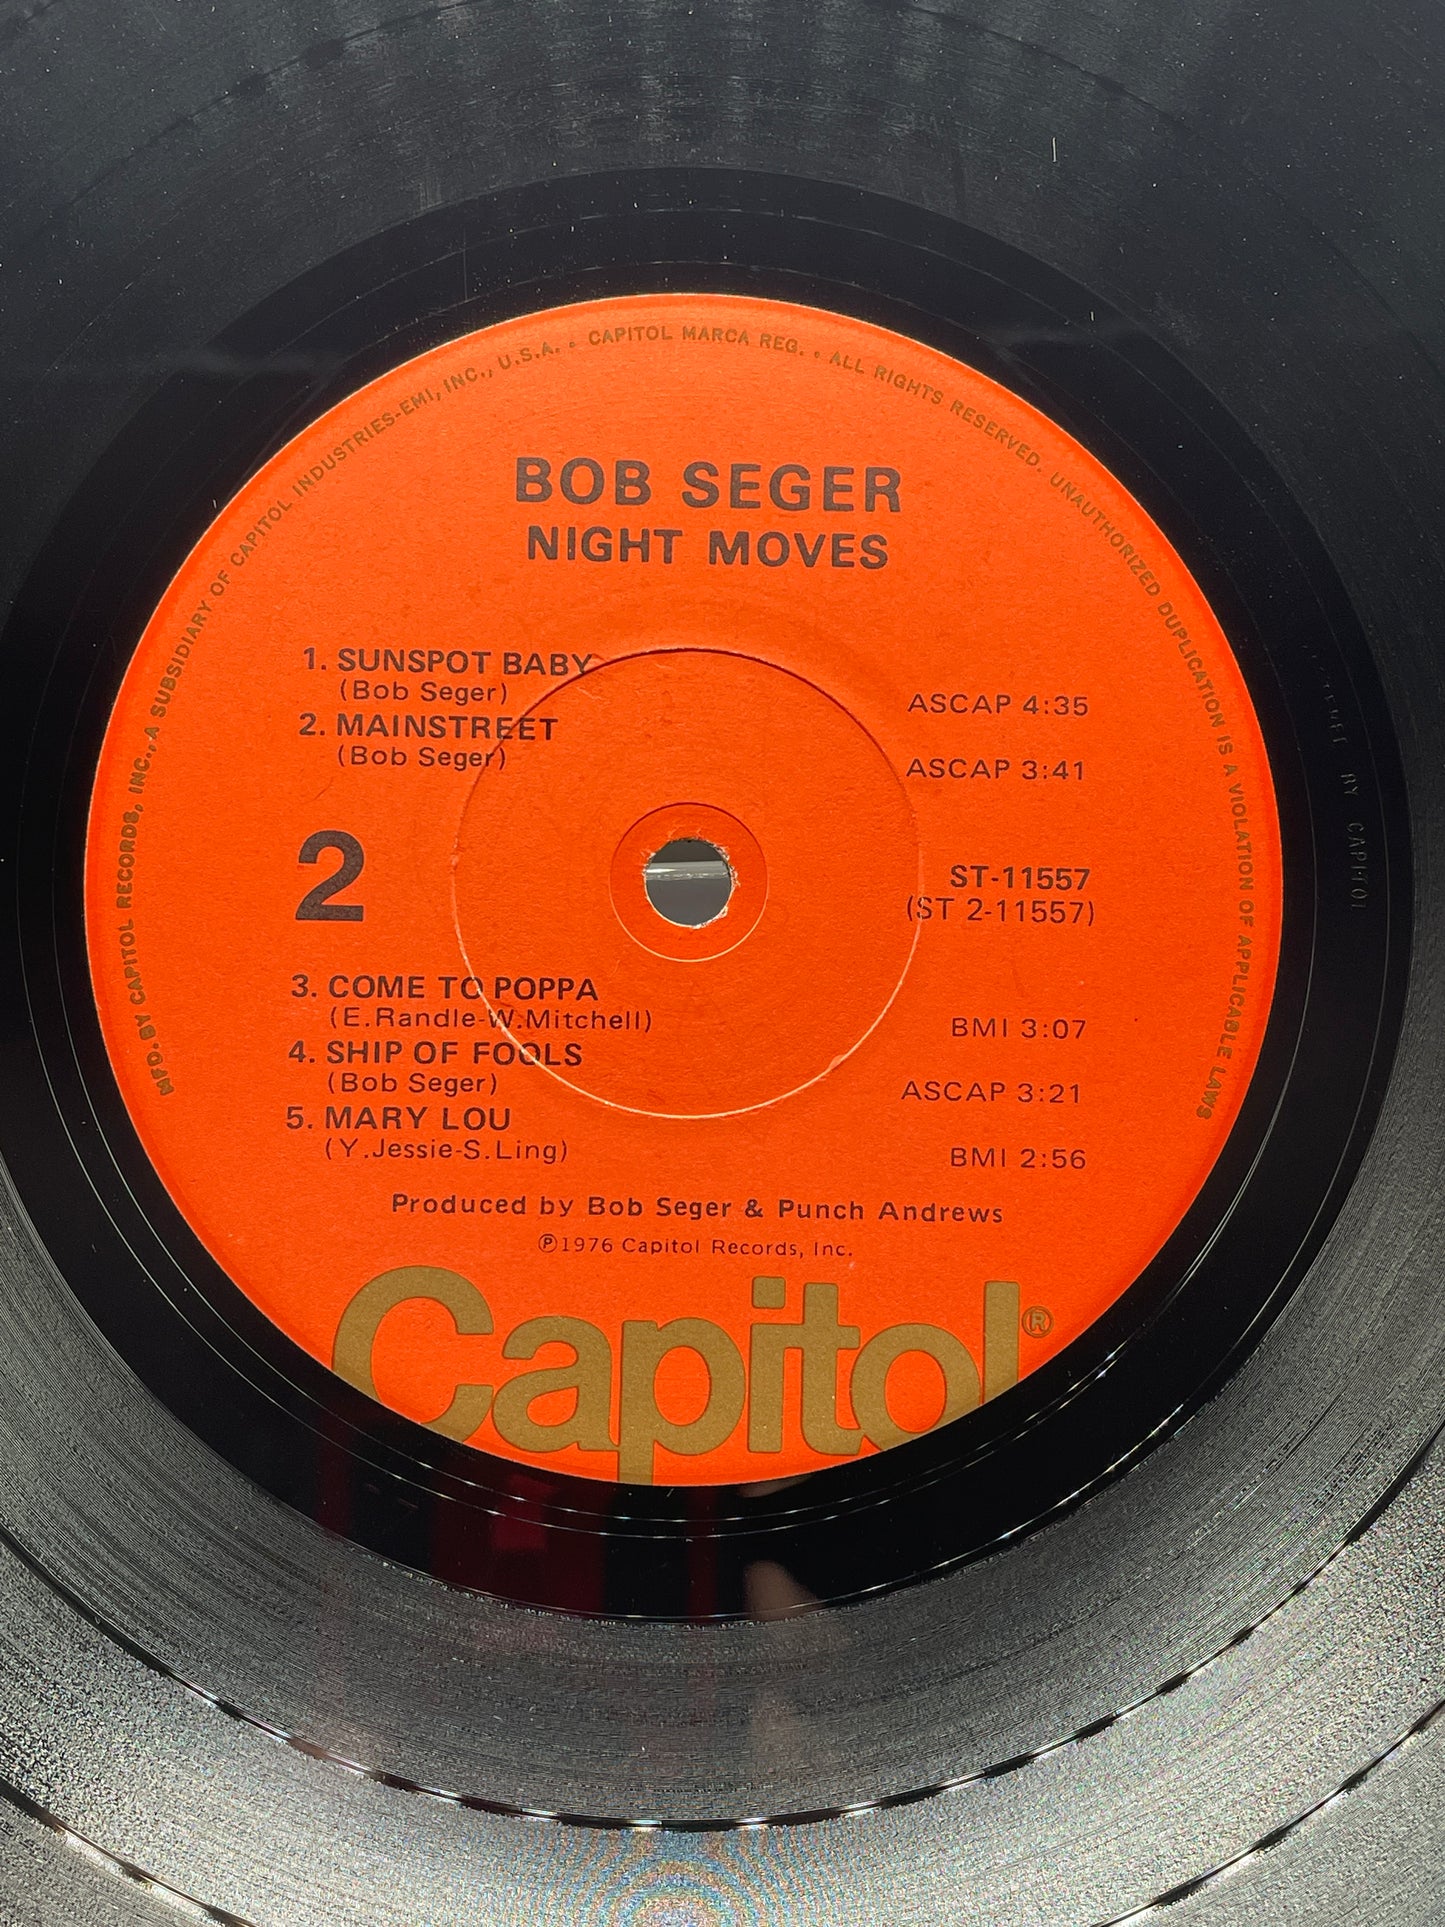 MFD. BY CAPITOL RECORDS, INC., A SUBSIDIARY OF CAPITOL INDUSTRIES-EMI, INC., U.S.A. • CAPITOL MARCA REG. • ALL RIGHTS RESERVED. UNAUTHORIZED DUPLICATION IS A VIOLATION OF APPLICABLE LAWS
BOB SEGER
NIGHT MOVES
1. SUNSPOT BABY
(Bob Seger) ASCAP 4:35
2. MAINSTREET
(Bob Seger) ASCAP 3:41
2
ST-11557
(ST 2-11557)
3. COME TO POPPA
(E.Randle-W.Mitchell) BMI 3:07
4. SHIP OF FOOLS
(Bob Seger) ASCAP 3:21
5. MARY LOU
(Y.Jessie-S.Ling) BMI 2:56
Produced by Bob Seger & Punch Andrews
℗1976 Capitol Records, Inc.
Capitol®
BY CAPITOL